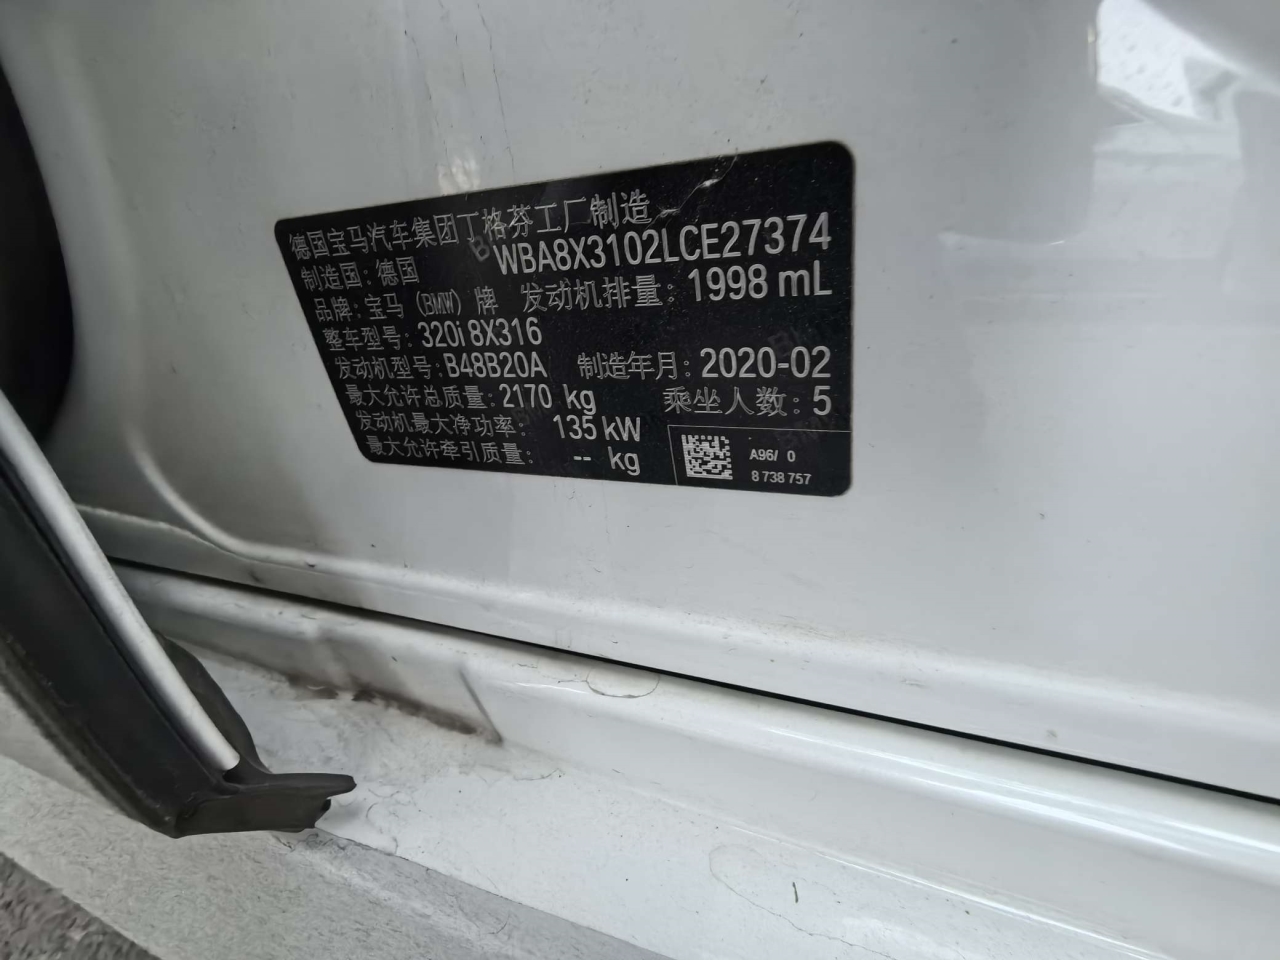 德国宝马汽车集团丁格芬工厂制造
制造国：德国 WBA8X3102LCE27374
品牌：宝马（BMW）牌 发动机排量：1998 mL
整车型号：320i 8X316
发动机型号：B48B20A 制造年月：2020-02
最大允许总质量：2170 kg 乘坐人数：5
发动机最大净功率： 135 kW
最大允许牵引质量： -- kg
A96/ 0
8 738 757